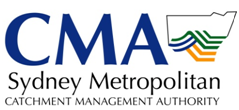 CMA
Sydney Metropolitan
CATCHMENT MANAGEMENT AUTHORITY